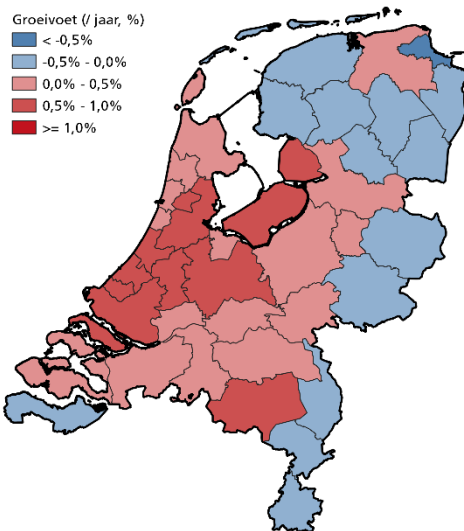 Groeivoet (/ jaar, %)
< -0,5%
-0,5% - 0,0%
0,0% - 0,5%
0,5% - 1,0%
>= 1,0%